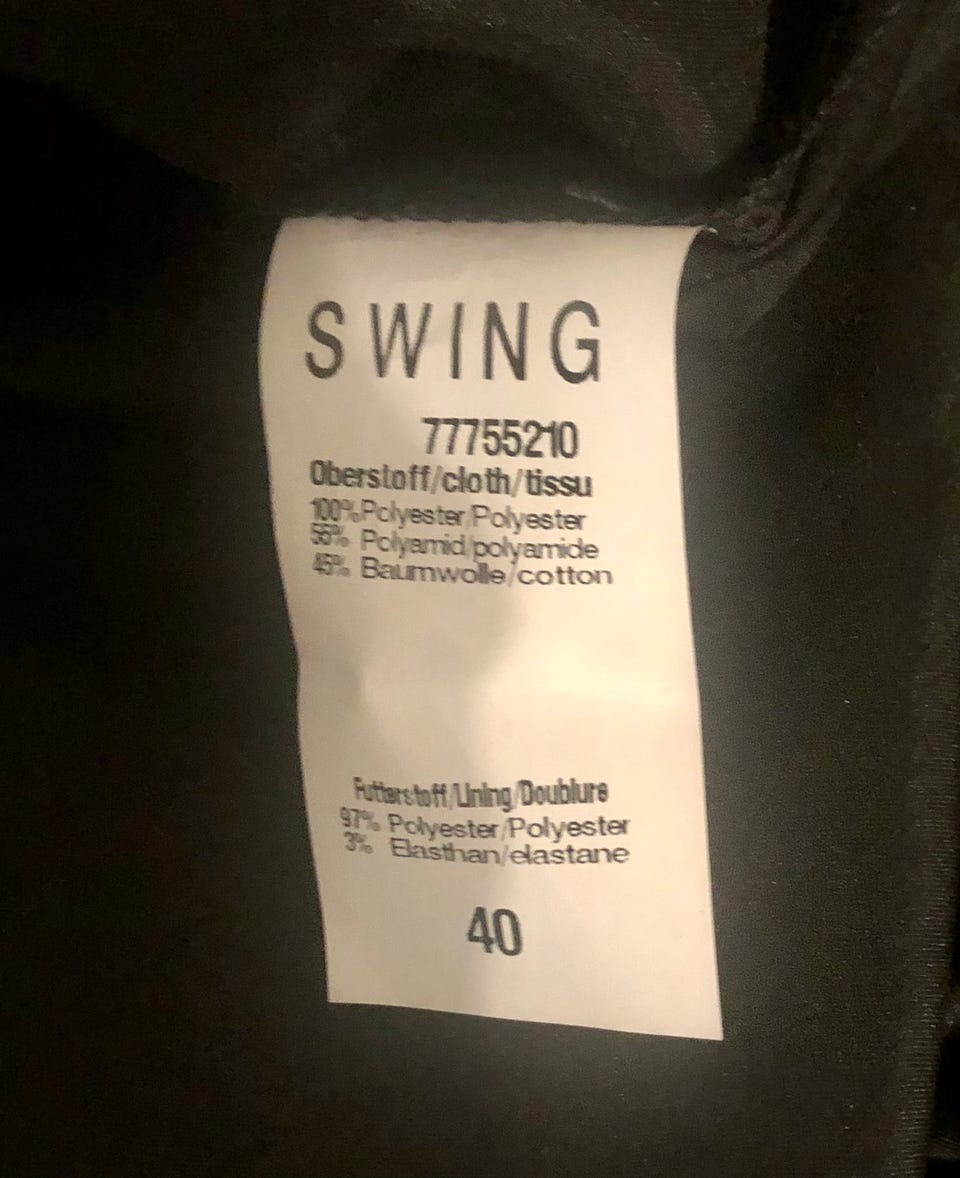 SWING
77755210
Oberstoff/cloth/tissu
100% Polyester/Polyester
55% Polyamid/polyamide
45% Baumwolle/cotton
Futterstoff/Lining/Doublure
97% Polyester/Polyester
3% Elasthan/elastane
40